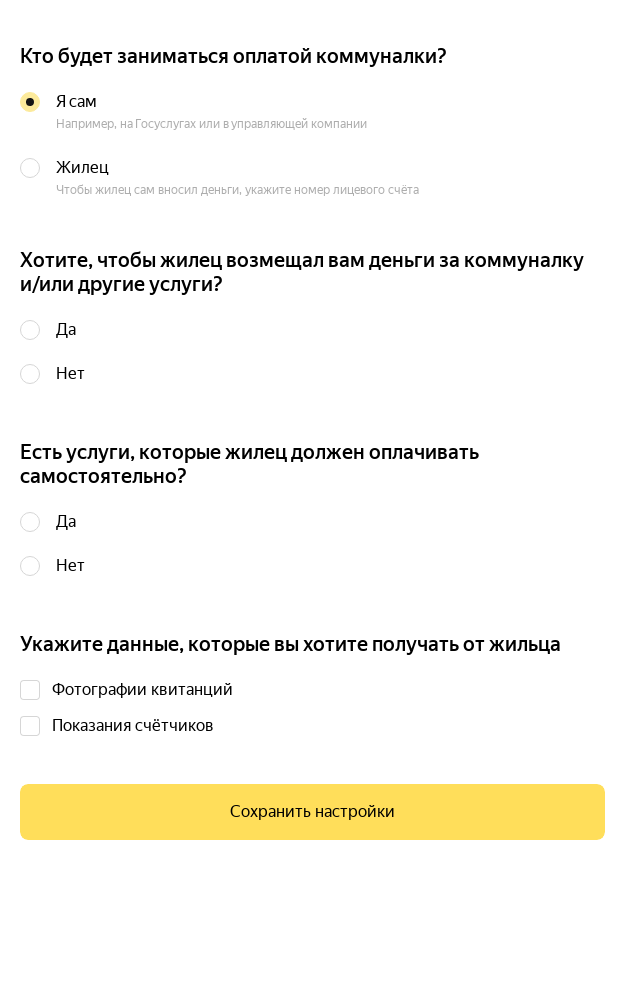 Кто будет заниматься оплатой коммуналки?
Я сам
Например, на Госуслугах или в управляющей компании
Жилец
Чтобы жилец сам вносил деньги, укажите номер лицевого счёта
Хотите, чтобы жилец возмещал вам деньги за коммуналку
и/или другие услуги?
Да
Нет
Есть услуги, которые жилец должен оплачивать
самостоятельно?
Да
Нет
Укажите данные, которые вы хотите получать от жильца
Фотографии квитанций
Показания счётчиков
Сохранить настройки